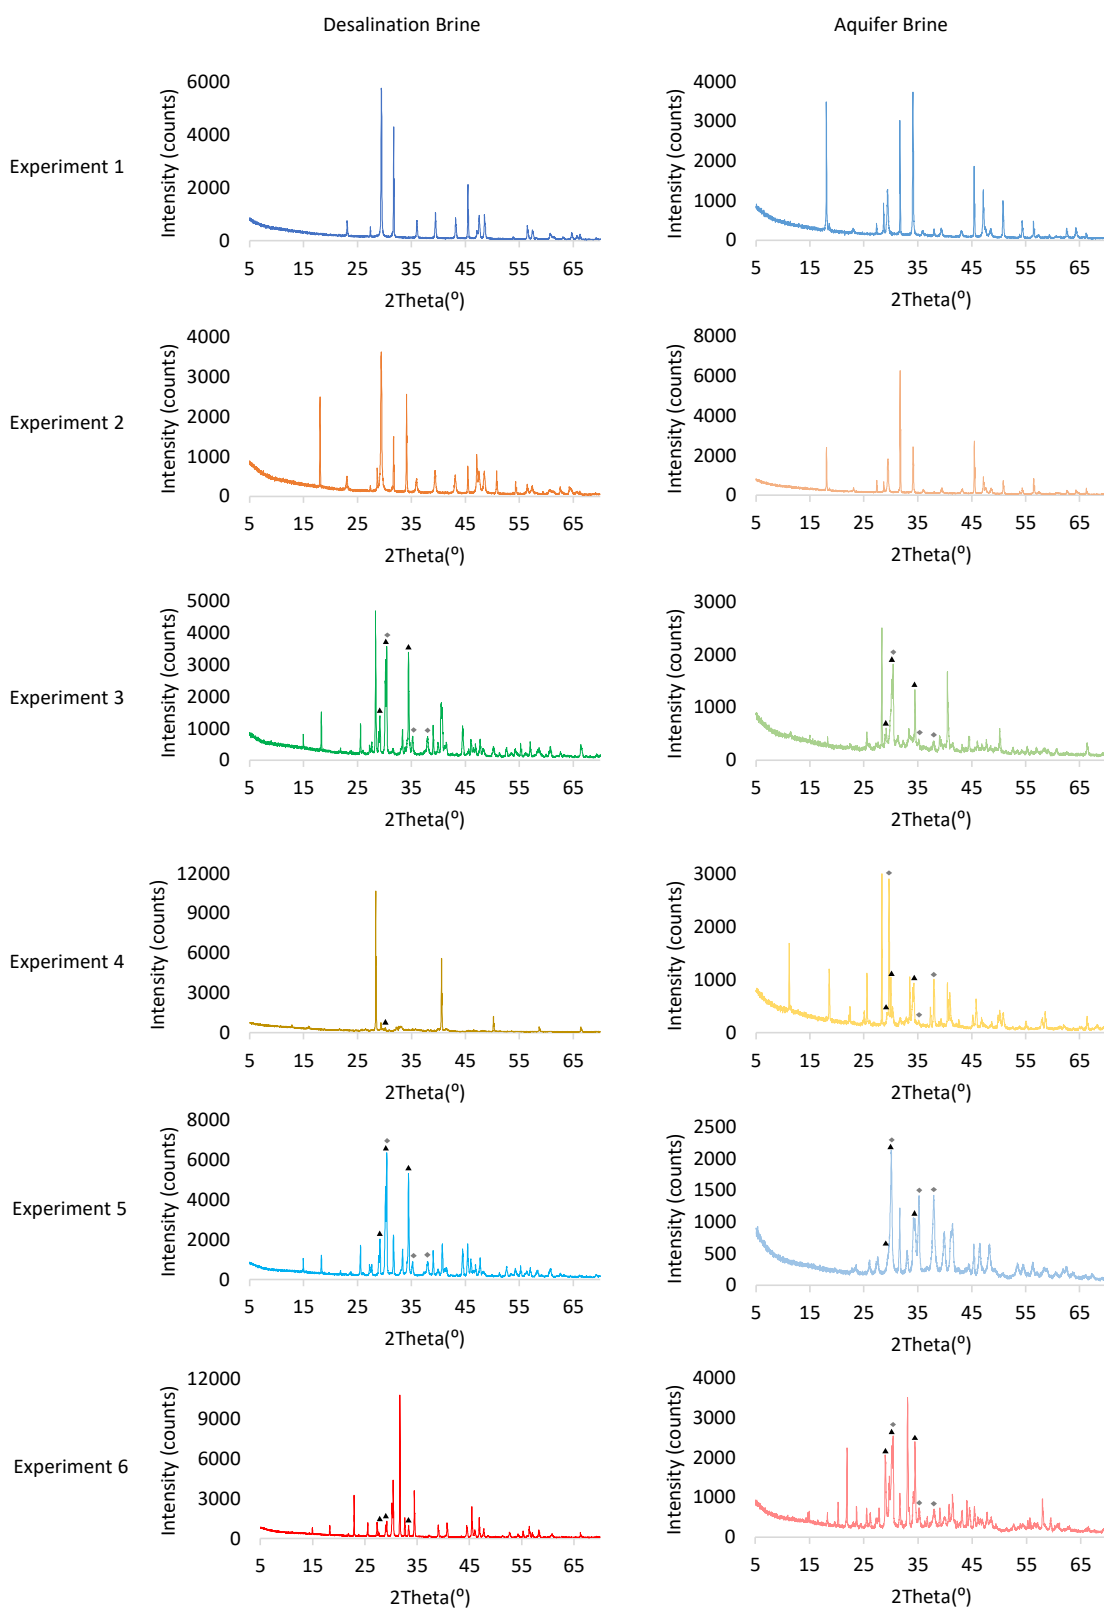 Desalination Brine Aquifer Brine
Experiment 1
Intensity (counts)
6000
4000
2000
0
5 15 25 35 45 55 65
2Theta(º)
Intensity (counts)
4000
3000
2000
1000
0
5 15 25 35 45 55 65
2Theta(º)
Experiment 2
Intensity (counts)
4000
3000
2000
1000
0
5 15 25 35 45 55 65
2Theta(º)
Intensity (counts)
8000
6000
4000
2000
0
5 15 25 35 45 55 65
2Theta(º)
Experiment 3
Intensity (counts)
5000
4000
3000
2000
1000
0
5 15 25 35 45 55 65
2Theta(º)
Intensity (counts)
3000
2000
1000
0
5 15 25 35 45 55 65
2Theta(º)
Experiment 4
Intensity (counts)
12000
9000
6000
3000
0
5 15 25 35 45 55 65
2Theta(º)
Intensity (counts)
3000
2000
1000
0
5 15 25 35 45 55 65
2Theta(º)
Experiment 5
Intensity (counts)
8000
6000
4000
2000
0
5 15 25 35 45 55 65
2Theta(º)
Intensity (counts)
2500
2000
1500
1000
500
0
5 15 25 35 45 55 65
2Theta(º)
Experiment 6
Intensity (counts)
12000
9000
6000
3000
0
5 15 25 35 45 55 65
2Theta(º)
Intensity (counts)
4000
3000
2000
1000
0
5 15 25 35 45 55 65
2Theta(º)